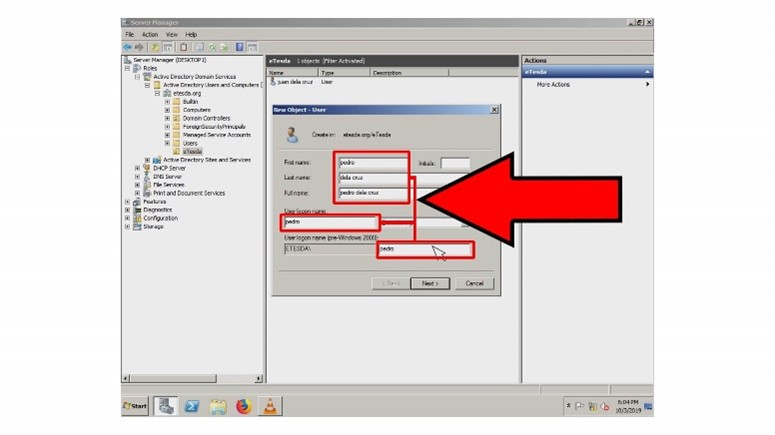 Server Manager
File Action View Help
Server Manager (DESKTOP1)
Roles
Active Directory Domain Services
Active Directory Users and Computers [
etesda.org
Builtin
Computers
Domain Controllers
ForeignSecurityPrincipals
Managed Service Accounts
Users
eTesda
Active Directory Sites and Services
DHCP Server
DNS Server
File Services
Print and Document Services
Features
Diagnostics
Configuration
Storage
eTesda 1 objects [Filter Activated]
Name Type Description
juan dela cruz User
Actions
eTesda
More Actions
New Object - User
Create in: etesda.org/eTesda
First name: pedro Initials:
Last name: dela cruz
Full name: pedro dela cruz
User logon name:
pedro
User logon name (pre-Windows 2000):
ETESDA\ pedro
< Back Next > Cancel
Start
5:04 PM
10/3/2019